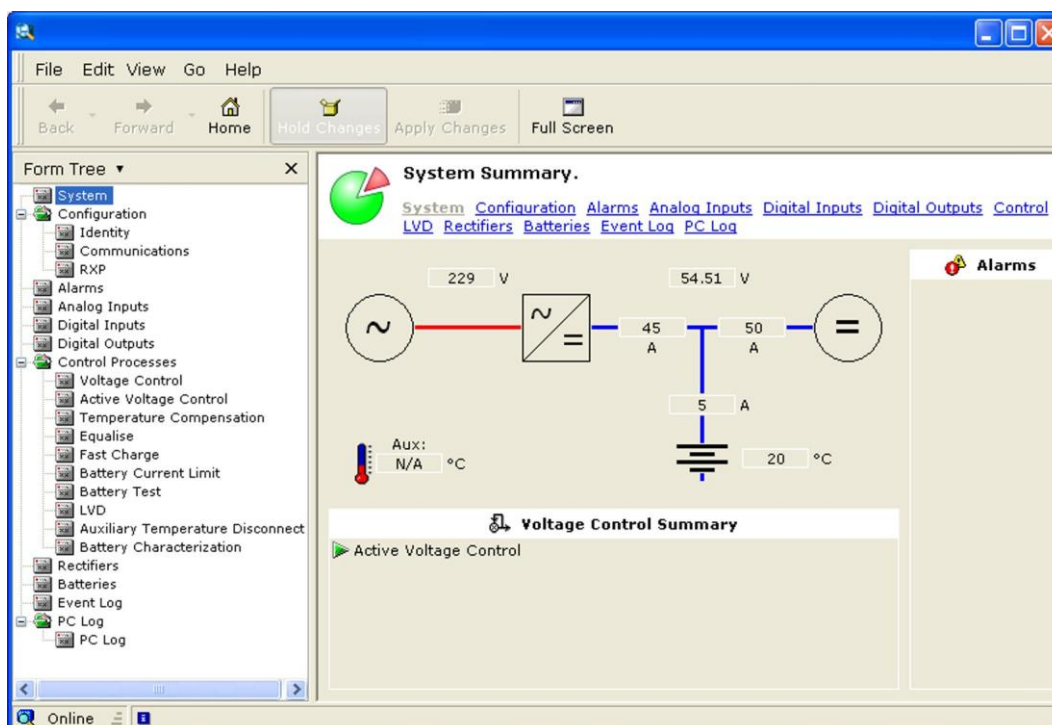 File Edit View Go Help
Back Forward Home Hold Changes Apply Changes Full Screen
Form Tree
System
Configuration
Identity
Communications
RXP
Alarms
Analog Inputs
Digital Inputs
Digital Outputs
Control Processes
Voltage Control
Active Voltage Control
Temperature Compensation
Equalise
Fast Charge
Battery Current Limit
Battery Test
LVD
Auxiliary Temperature Disconnect
Battery Characterization
Rectifiers
Batteries
Event Log
PC Log
PC Log
System Summary.
System Configuration Alarms Analog Inputs Digital Inputs Digital Outputs Control
LVD Rectifiers Batteries Event Log PC Log
229 V 54.51 V
45 50
A A
5 A
Aux:
N/A °C
20 °C
Alarms
Voltage Control Summary
Active Voltage Control
Online